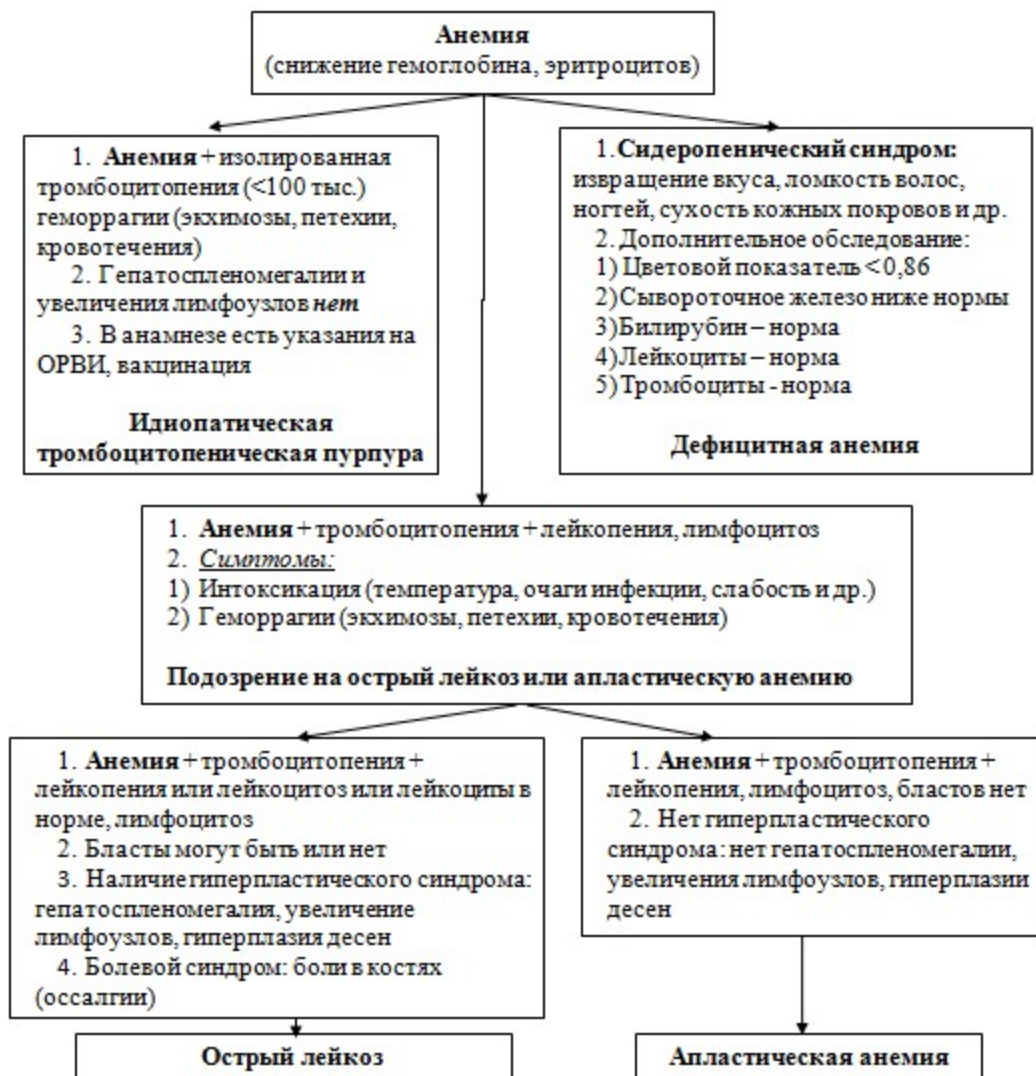 Анемия
(снижение гемоглобина, эритроцитов)
1. Анемия + изолированная
тромбоцитопения (<100 тыс.)
геморрагии (экхимозы, петехии,
кровотечения)
2. Гепатоспленомегалии и
увеличения лимфоузлов нет
3. В анамнезе есть указания на
ОРВИ, вакцинация
Идиопатическая
тромбоцитопеническая пурпура
1. Сидеропенический синдром:
извращение вкуса, ломкость волос,
ногтей, сухость кожных покровов и др.
2. Дополнительное обследование:
1) Цветовой показатель <0,86
2) Сывороточное железо ниже нормы
3) Билирубин – норма
4) Лейкоциты – норма
5) Тромбоциты - норма
Дефицитная анемия
1. Анемия + тромбоцитопения + лейкопения, лимфоцитоз
2. Симптомы:
1) Интоксикация (температура, очаги инфекции, слабость и др.)
2) Геморрагии (экхимозы, петехии, кровотечения)
Подозрение на острый лейкоз или апластическую анемию
1. Анемия + тромбоцитопения +
лейкопения или лейкоцитоз или лейкоциты в
норме, лимфоцитоз
2. Бласты могут быть или нет
3. Наличие гиперпластического синдрома:
гепатоспленомегалия, увеличение
лимфоузлов, гиперплазия десен
4. Болевой синдром: боли в костях
(оссалгии)
Острый лейкоз
1. Анемия + тромбоцитопения +
лейкопения, лимфоцитоз, бластов нет
2. Нет гиперпластического
синдрома: нет гепатоспленомегалии,
увеличения лимфоузлов, гиперплазии
десен
Апластическая анемия